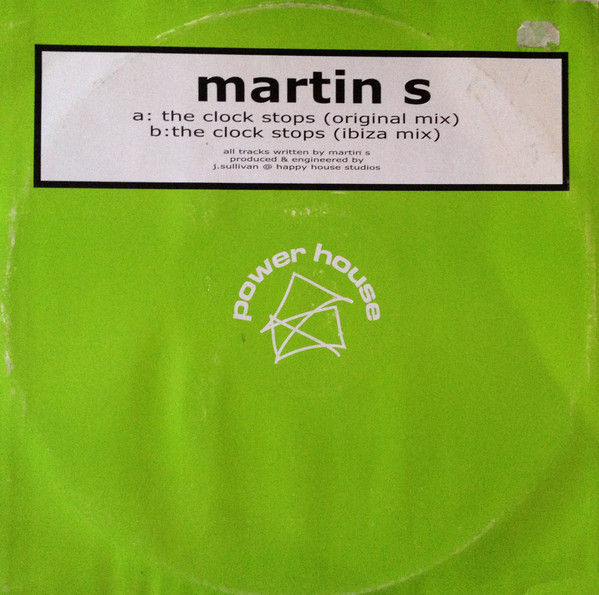 martin s
a: the clock stops (original mix)
b:the clock stops (ibiza mix)
all tracks written by martin s
produced & engineered by
j.sullivan @ happy house studios
power house